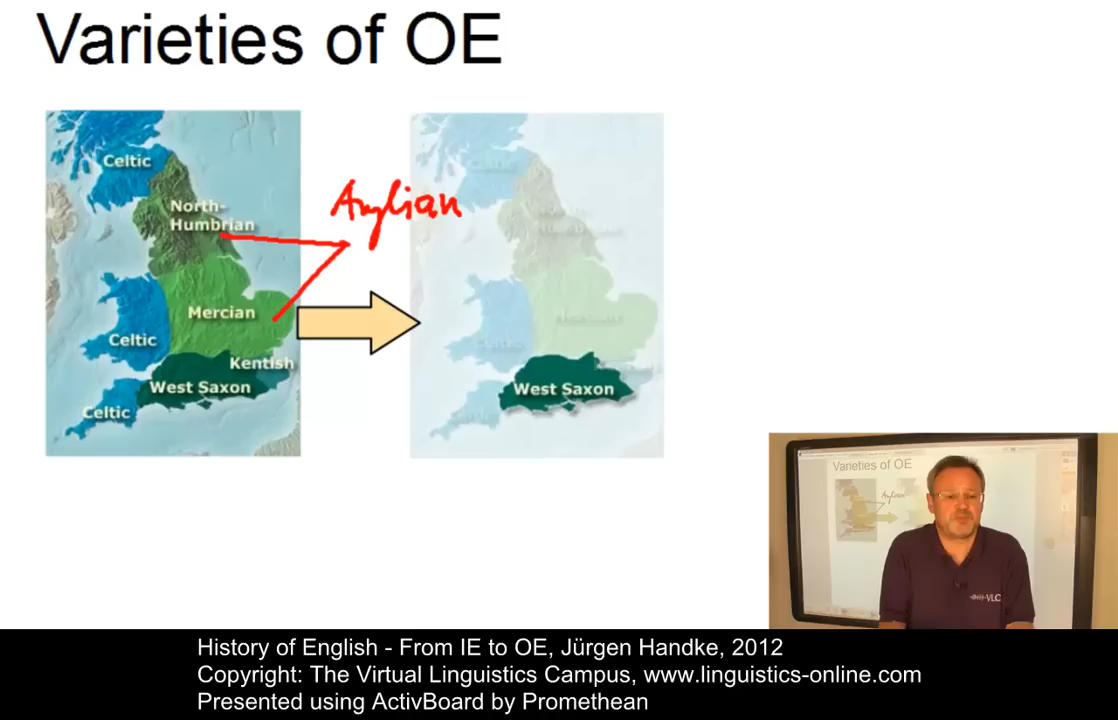 Varieties of OE
Celtic
North-
Humbrian
Anglian
Mercian
Celtic
Kentish
West Saxon
Celtic
West Saxon
Varieties of OE
Anglian
VLC
History of English - From IE to OE, Jürgen Handke, 2012
Copyright: The Virtual Linguistics Campus, www.linguistics-online.com
Presented using ActivBoard by Promethean